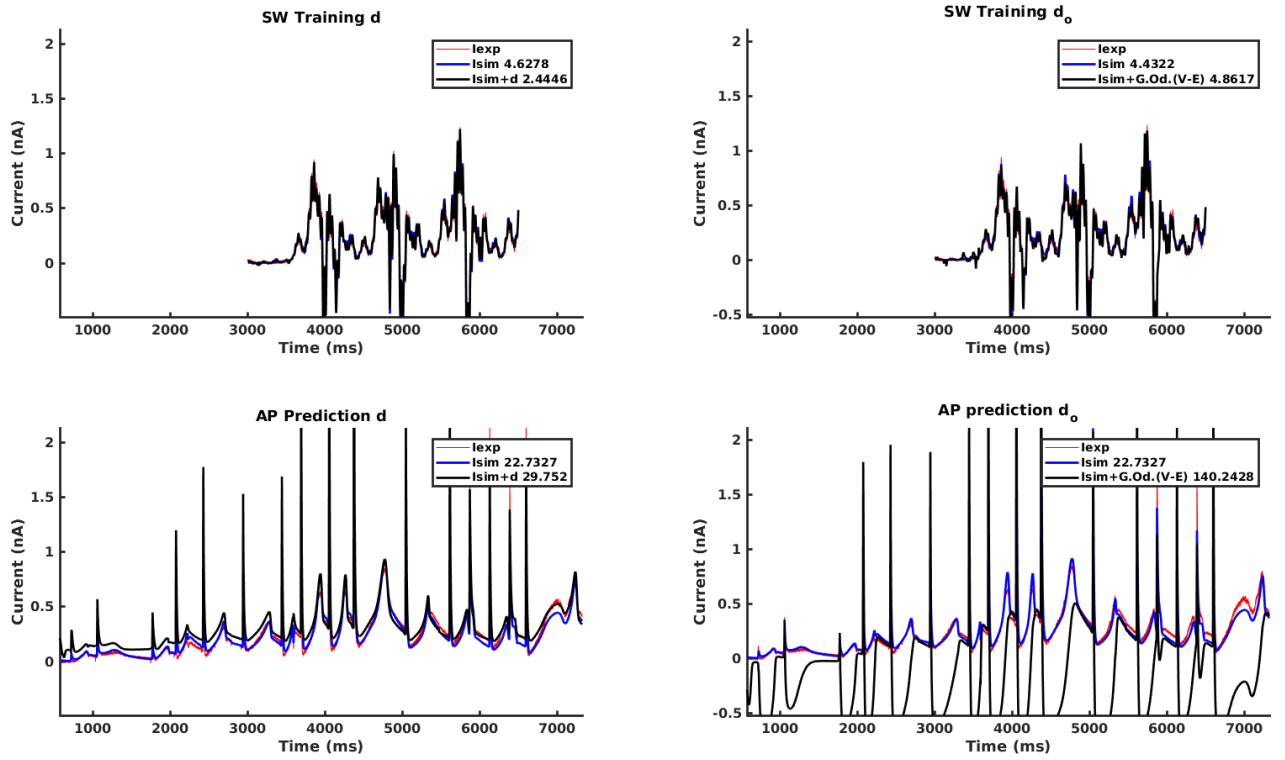 SW Training d
Current (nA)
2
1.5
1
0.5
0
Iexp
Isim 4.6278
Isim+d 2.4446
1000 2000 3000 4000 5000 6000 7000
Time (ms)
SW Training do
Current (nA)
2
1.5
1
0.5
0
-0.5
Iexp
Isim 4.4322
Isim+G.Od.(V-E) 4.8617
1000 2000 3000 4000 5000 6000 7000
Time (ms)
AP Prediction d
Current (nA)
2
1.5
1
0.5
0
Iexp
Isim 22.7327
Isim+d 29.752
1000 2000 3000 4000 5000 6000 7000
Time (ms)
AP prediction do
Current (nA)
2
1.5
1
0.5
0
-0.5
Iexp
Isim 22.7327
Isim+G.Od.(V-E) 140.2428
1000 2000 3000 4000 5000 6000 7000
Time (ms)